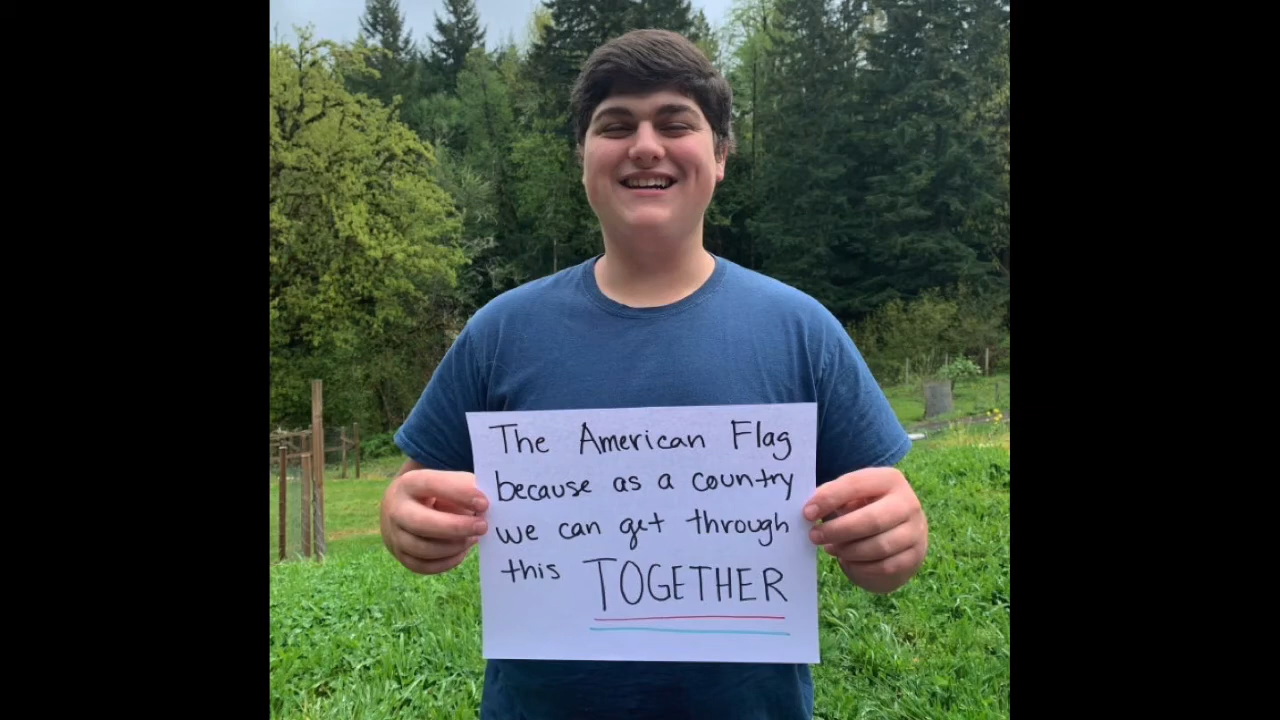 The American Flag
because as a country
we can get through
this TOGETHER